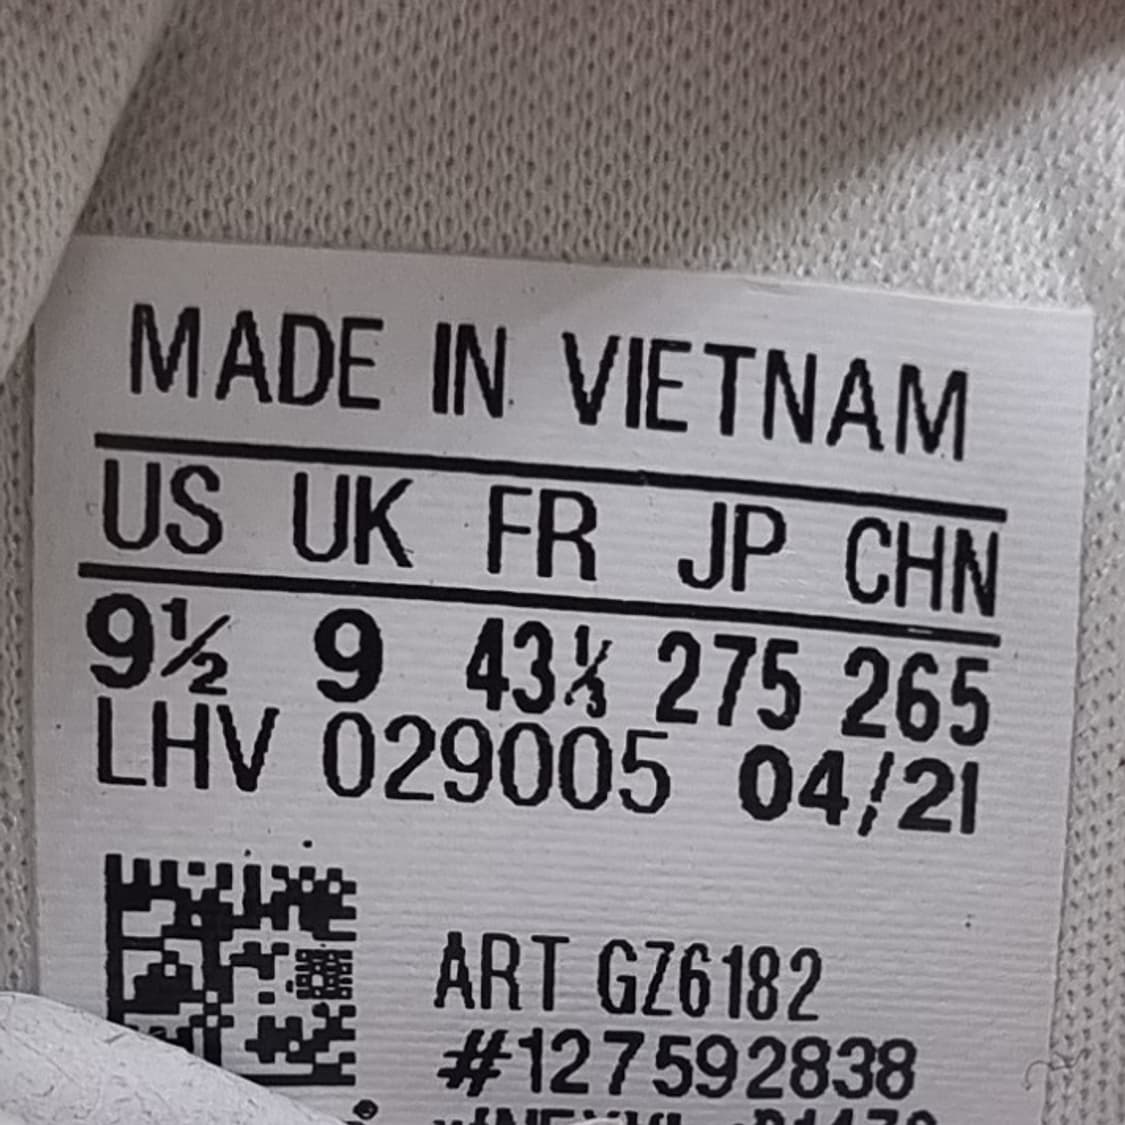 MADE IN VIETNAM
US UK FR JP CHN
9½ 9 43⅓ 275 265
LHV 029005 04/21
ART GZ6182
#127592838